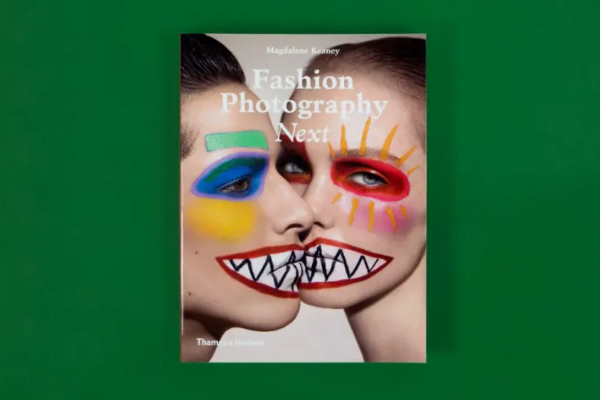 Magdalene Keaney
Fashion
Photography
Next
Thames & Hudson